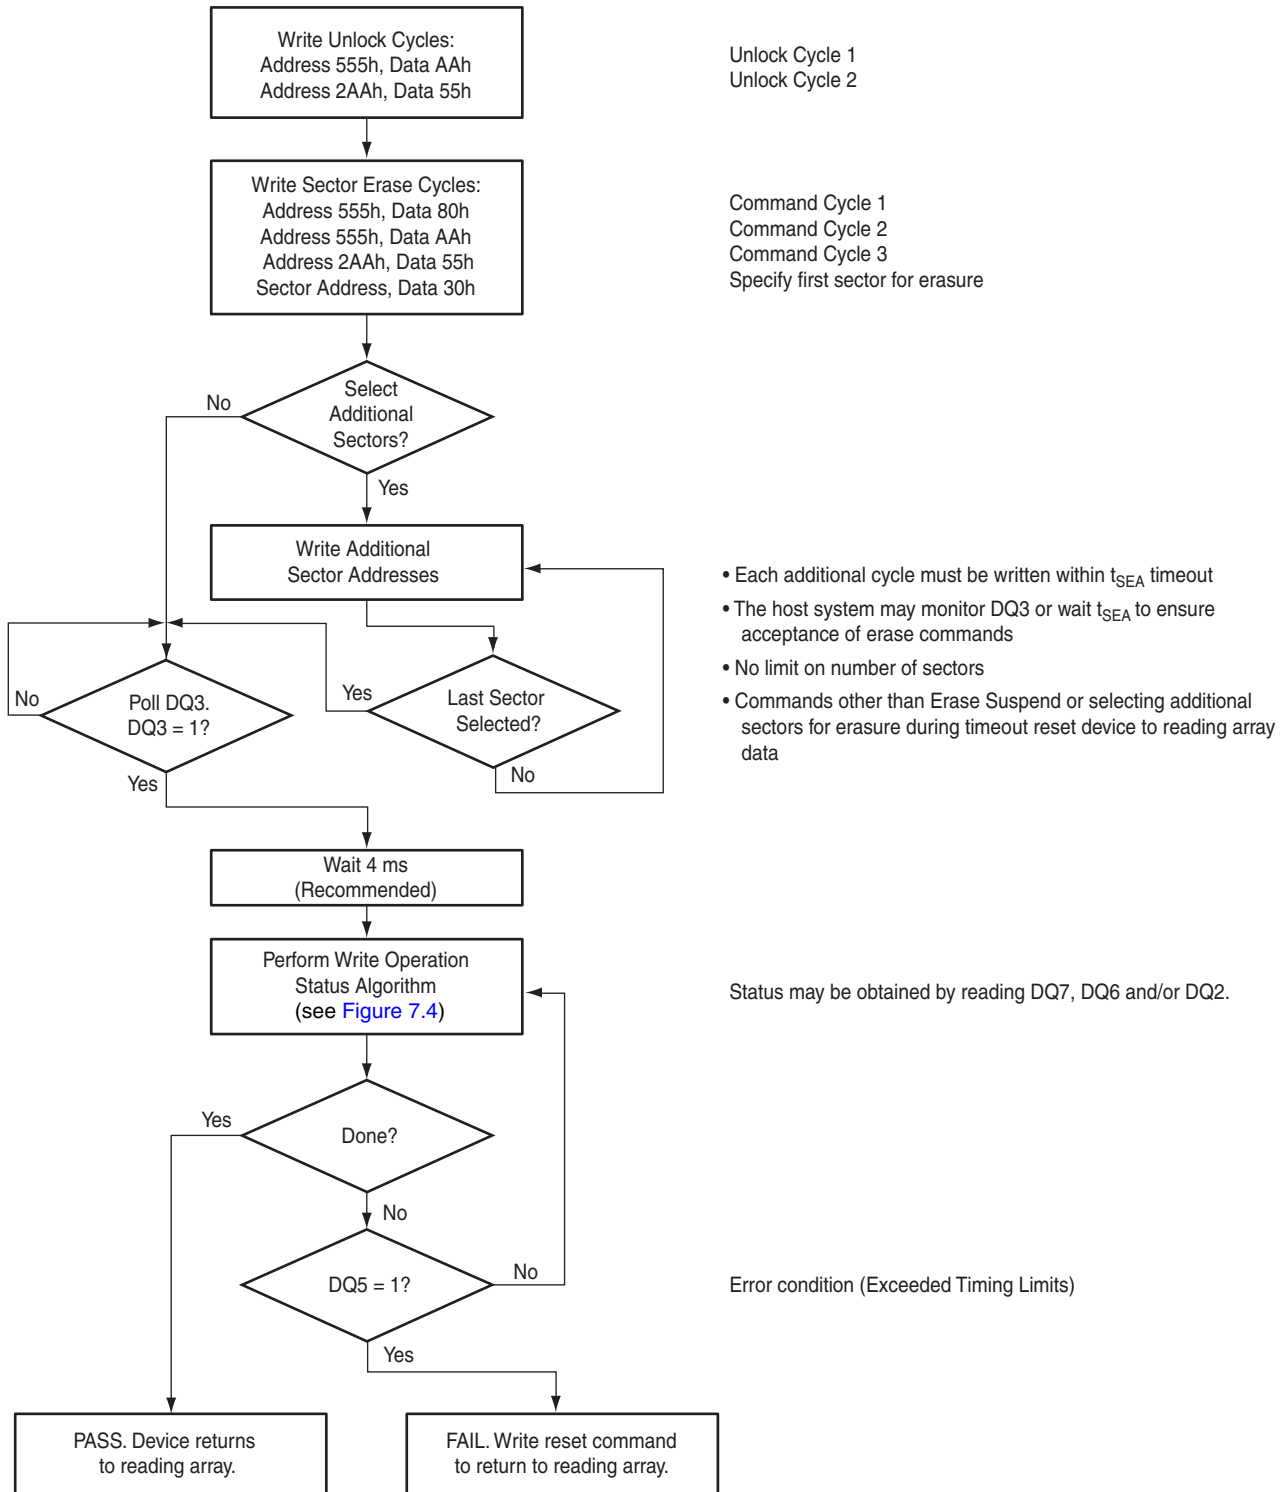 Write Unlock Cycles:
Address 555h, Data AAh
Address 2AAh, Data 55h
Unlock Cycle 1
Unlock Cycle 2
Write Sector Erase Cycles:
Address 555h, Data 80h
Address 555h, Data AAh
Address 2AAh, Data 55h
Sector Address, Data 30h
Command Cycle 1
Command Cycle 2
Command Cycle 3
Specify first sector for erasure
Select
Additional
Sectors?
No
Yes
Write Additional
Sector Addresses
• Each additional cycle must be written within tSEA timeout
• The host system may monitor DQ3 or wait tSEA to ensure
acceptance of erase commands
• No limit on number of sectors
• Commands other than Erase Suspend or selecting additional
sectors for erasure during timeout reset device to reading array
data
No
Poll DQ3.
DQ3 = 1?
Yes
Yes
Last Sector
Selected?
No
Wait 4 ms
(Recommended)
Perform Write Operation
Status Algorithm
(see Figure 7.4)
Status may be obtained by reading DQ7, DQ6 and/or DQ2.
Yes
Done?
No
DQ5 = 1?
No
Error condition (Exceeded Timing Limits)
Yes
PASS. Device returns
to reading array.
FAIL. Write reset command
to return to reading array.